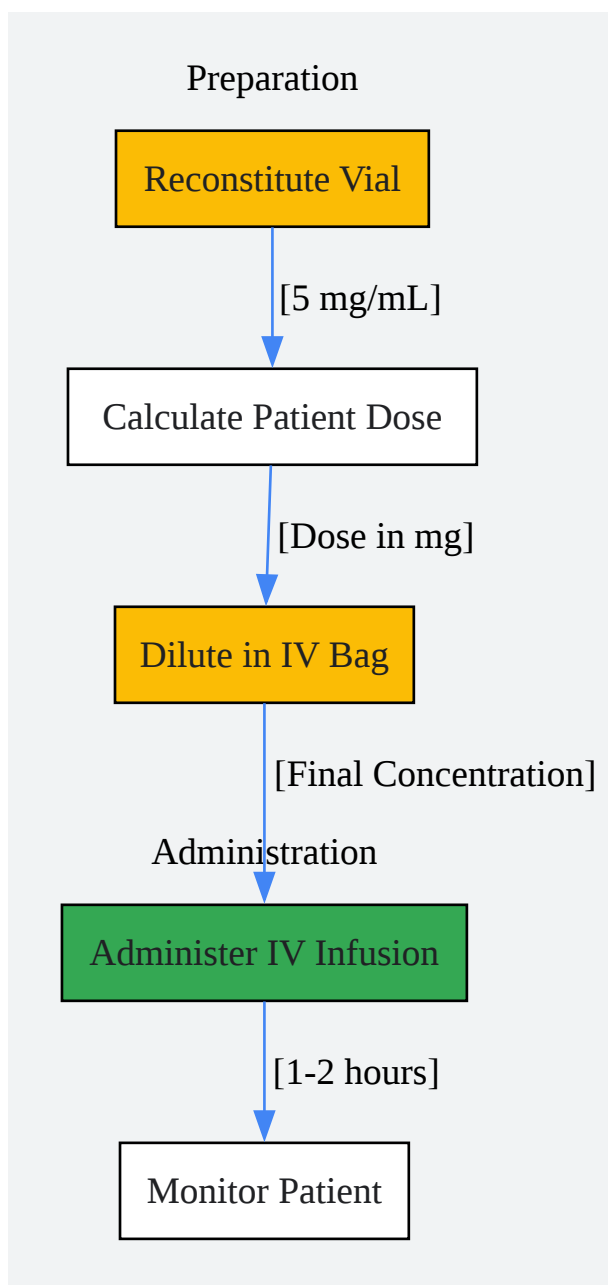 Preparation
Reconstitute Vial
[5 mg/mL]
Calculate Patient Dose
[Dose in mg]
Dilute in IV Bag
[Final Concentration]
Administration
Administer IV Infusion
[1-2 hours]
Monitor Patient